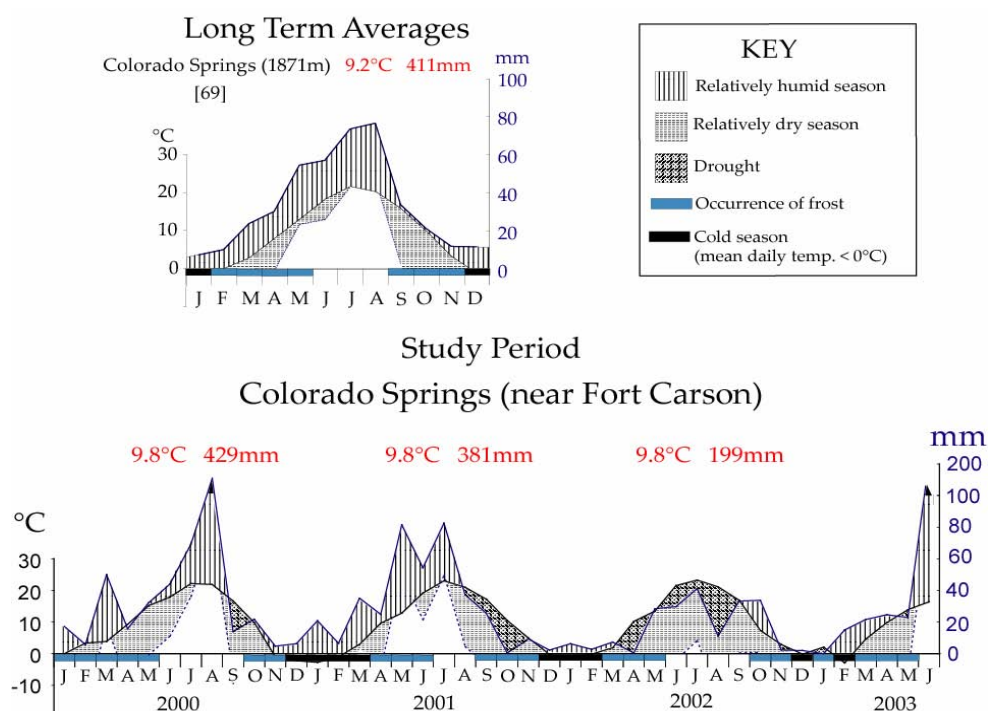 Long Term Averages
Colorado Springs (1871m) 9.2°C 411mm
[69]
mm
100
80
60
40
20
0
°C
30
20
10
0
J F M A M J J A S O N D
KEY
Relatively humid season
Relatively dry season
Drought
Occurrence of frost
Cold season
(mean daily temp. < 0°C)
Study Period
Colorado Springs (near Fort Carson)
9.8°C 429mm 9.8°C 381mm 9.8°C 199mm
mm
200
100
80
60
40
20
0
°C
30
20
10
0
-10
J F M A M J J A S O N D J F M A M J J A S O N D J F M A M J J A S O N D J F M A M J
2000 2001 2002 2003